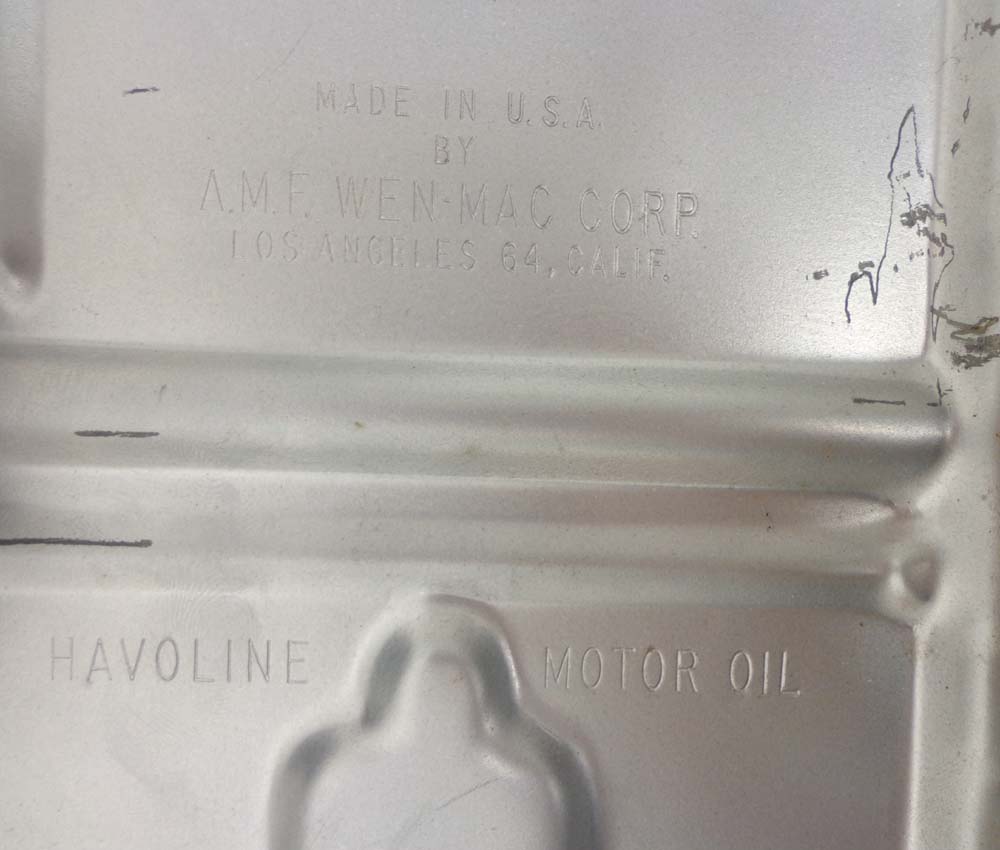 MADE IN U.S.A.
BY
A.M.F. WEN-MAC CORP.
LOS ANGELES 64, CALIF.
HAVOLINE MOTOR OIL